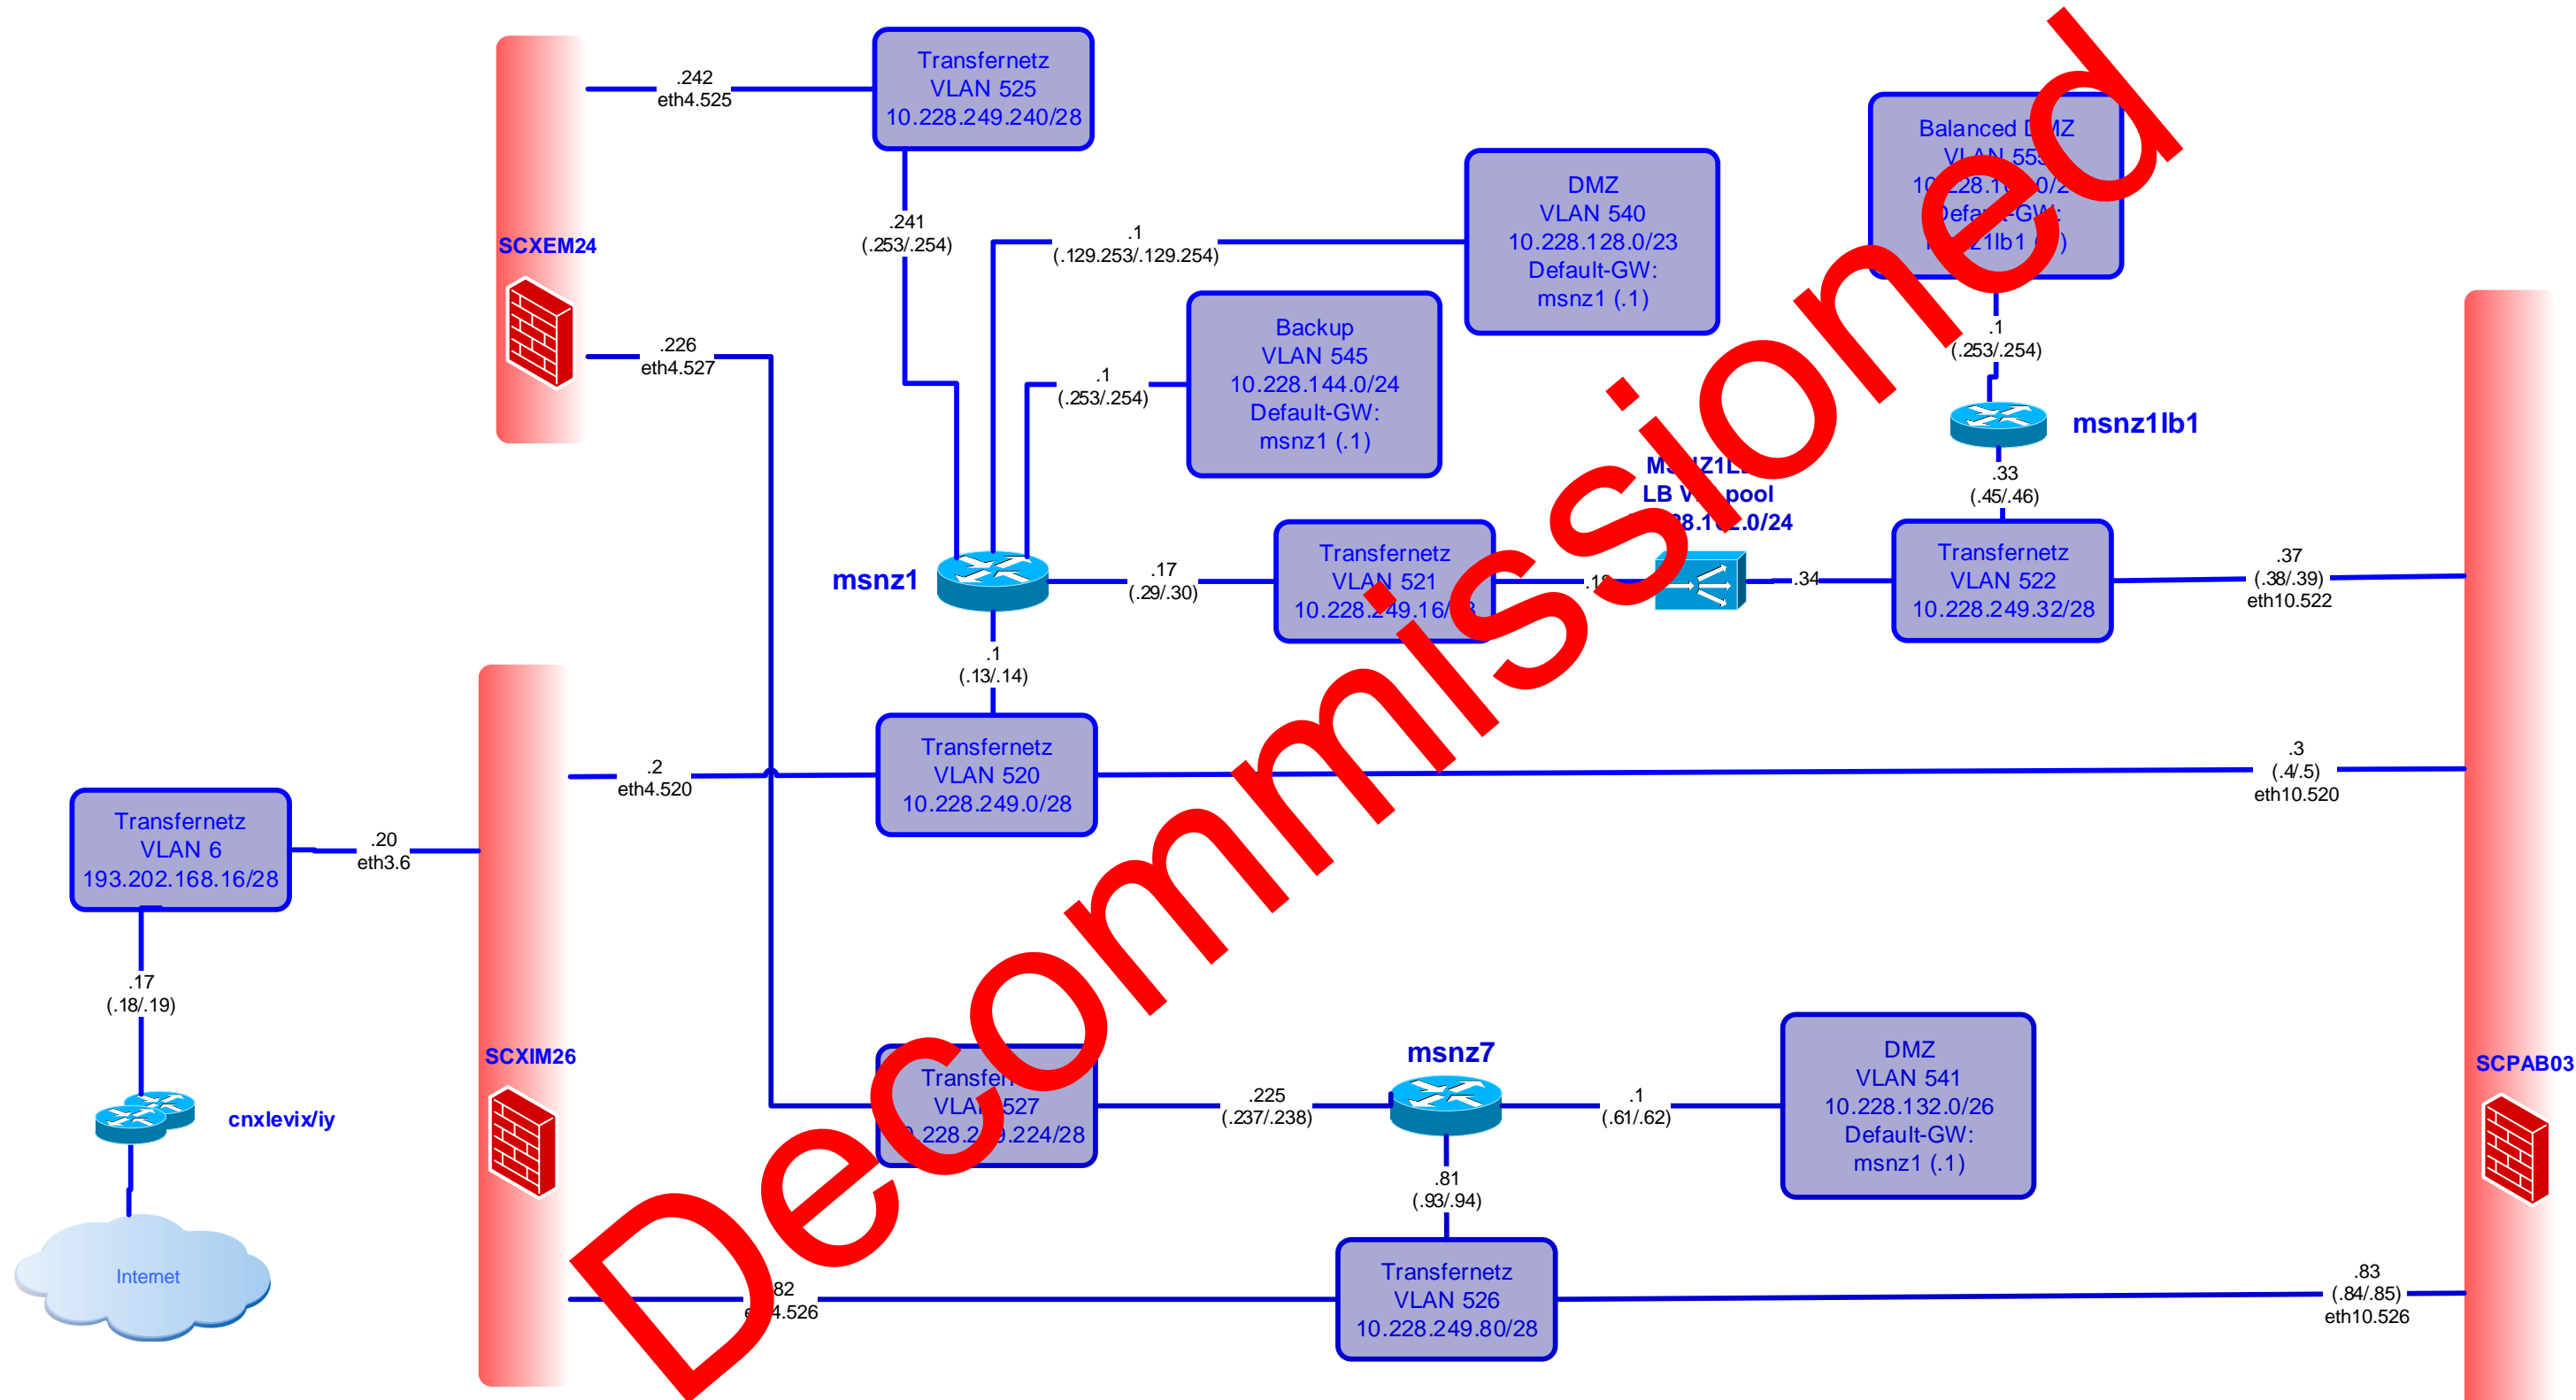 .242
eth4.525
Transfernetz
VLAN 525
10.228.249.240/28
SCXEM24
.241
(.253/.254)
.1
(.129.253/.129.254)
DMZ
VLAN 540
10.228.128.0/23
Default-GW:
msnz1 (.1)
Balanced
VLAN
.1
(.253/.254)
msnz1lb1
.226
eth4.527
.1
(.253/.254)
Backup
VLAN 545
10.228.144.0/24
Default-GW:
msnz1 (.1)
LB pool
.33
(.45/.46)
msnz1
.17
(.29/.30)
Transfernetz
VLAN 521
.34
Transfernetz
VLAN 522
10.228.249.32/28
.37
(.38/.39)
eth10.522
.1
(.13/.14)
.2
eth4.520
Transfernetz
VLAN 520
10.228.249.0/28
.3
(.4/.5)
eth10.520
Transfernetz
VLAN 6
193.202.168.16/28
.20
eth3.6
.17
(.18/.19)
cnxlevix/iy
Internet
SCXIM26
VLAN 527
.225
(.237/.238)
msnz7
.1
(.61/.62)
DMZ
VLAN 541
10.228.132.0/26
Default-GW:
msnz1 (.1)
SCPAB03
.81
(.93/.94)
Transfernetz
VLAN 526
10.228.249.80/28
.83
(.84/.85)
eth10.526
Decommissioned